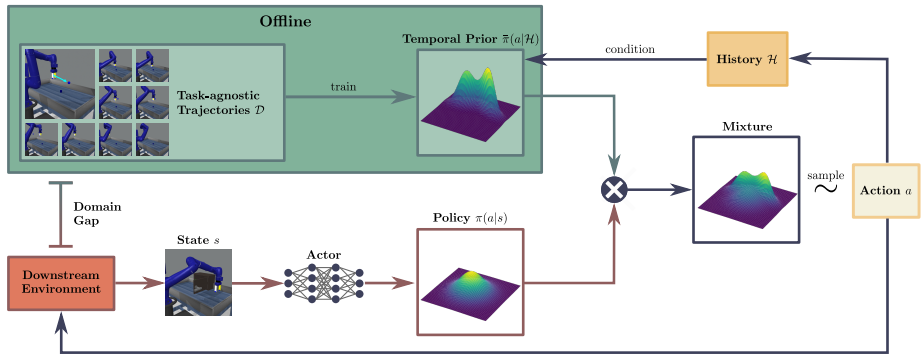 Offline
Temporal Prior π̄(a|ℋ)
Task-agnostic
Trajectories 𝒟
train
condition
History ℋ
Mixture
sample
∼
Action a
Domain
Gap
Downstream
Environment
State s
Actor
Policy π(a|s)